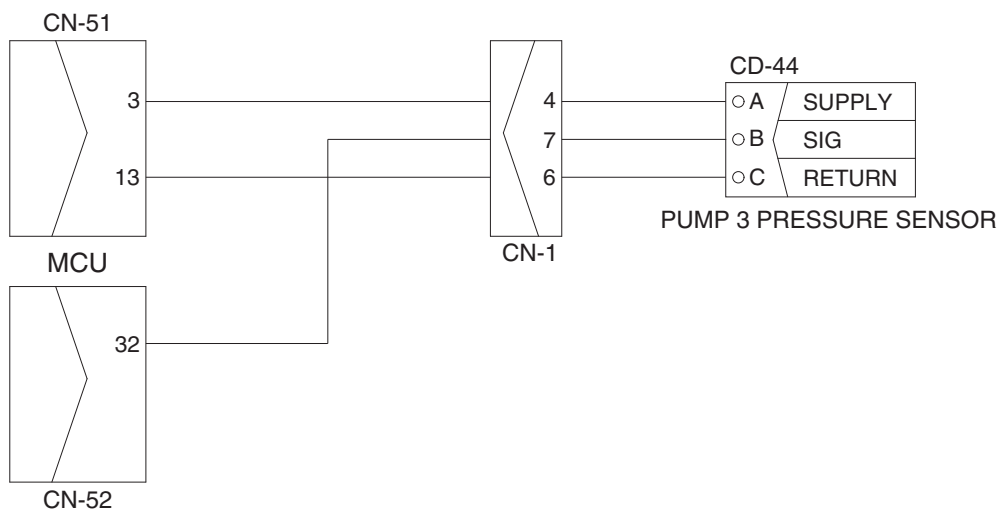 CN-51
3
13
MCU
32
CN-52
4
7
6
CN-1
CD-44
A SUPPLY
B SIG
C RETURN
PUMP 3 PRESSURE SENSOR